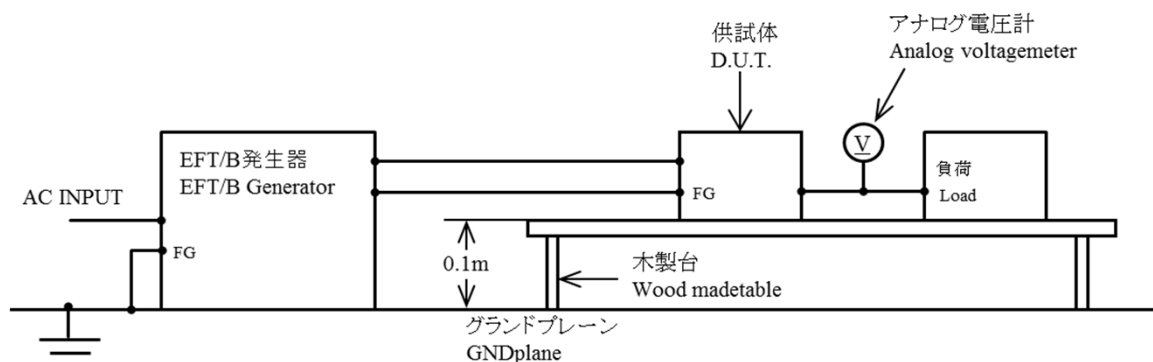 供試体
D.U.T.
アナログ電圧計
Analog voltagemeter
EFT/B発生器
EFT/B Generator
V
負荷
Load
AC INPUT
FG
FG
0.1m
木製台
Wood madetable
グランドプレーン
GNDplane